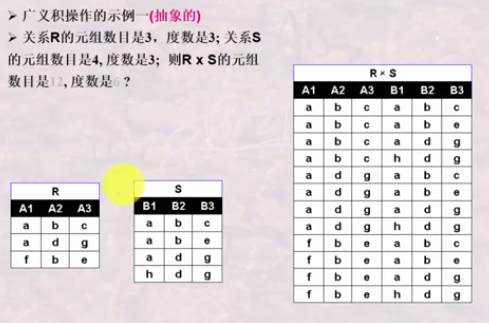 ➢ 广义积操作的示例一(抽象的)
➢ 关系R的元组数目是3，度数是3; 关系S
的元组数目是4, 度数是3; 则R x S的元组
数目是12, 度数是6 ?
R × S
A1 A2 A3 B1 B2 B3
a b c a b c
a b c a b e
a b c a d g
a b c h d g
a d g a b c
a d g a b e
a d g a d g
a d g h d g
f b e a b c
f b e a b e
f b e a d g
f b e h d g
R
A1 A2 A3
a b c
a d g
f b e
S
B1 B2 B3
a b c
a b e
a d g
h d g